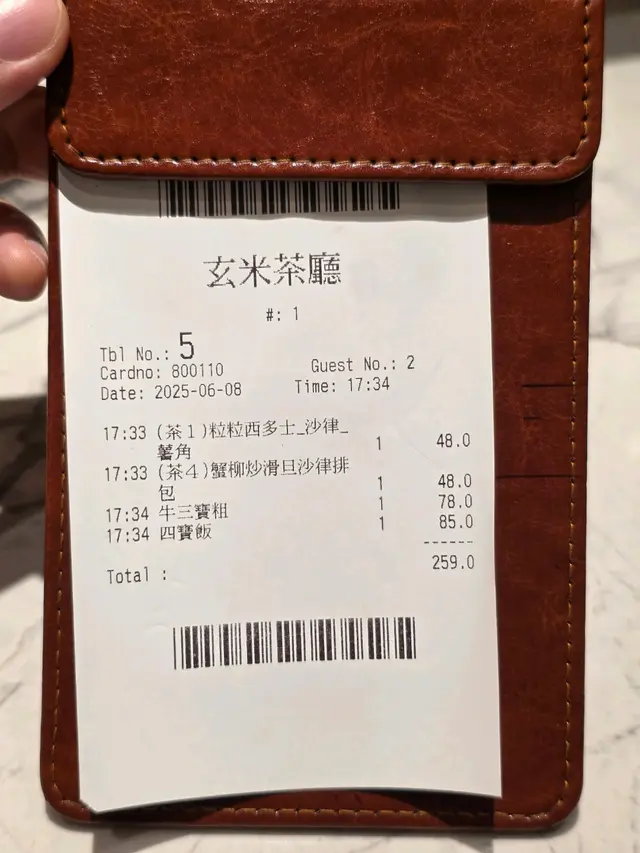 玄米茶廳
#: 1
Tbl No.: 5
Cardno: 800110 Guest No.: 2
Date: 2025-06-08 Time: 17:34
17:33 (茶1)粒粒西多士_沙律_
薯角 1 48.0
17:33 (茶4)蟹柳炒滑旦沙律排
包 1 48.0
17:34 牛三寶粗 1 78.0
17:34 四寶飯 1 85.0
------
Total : 259.0